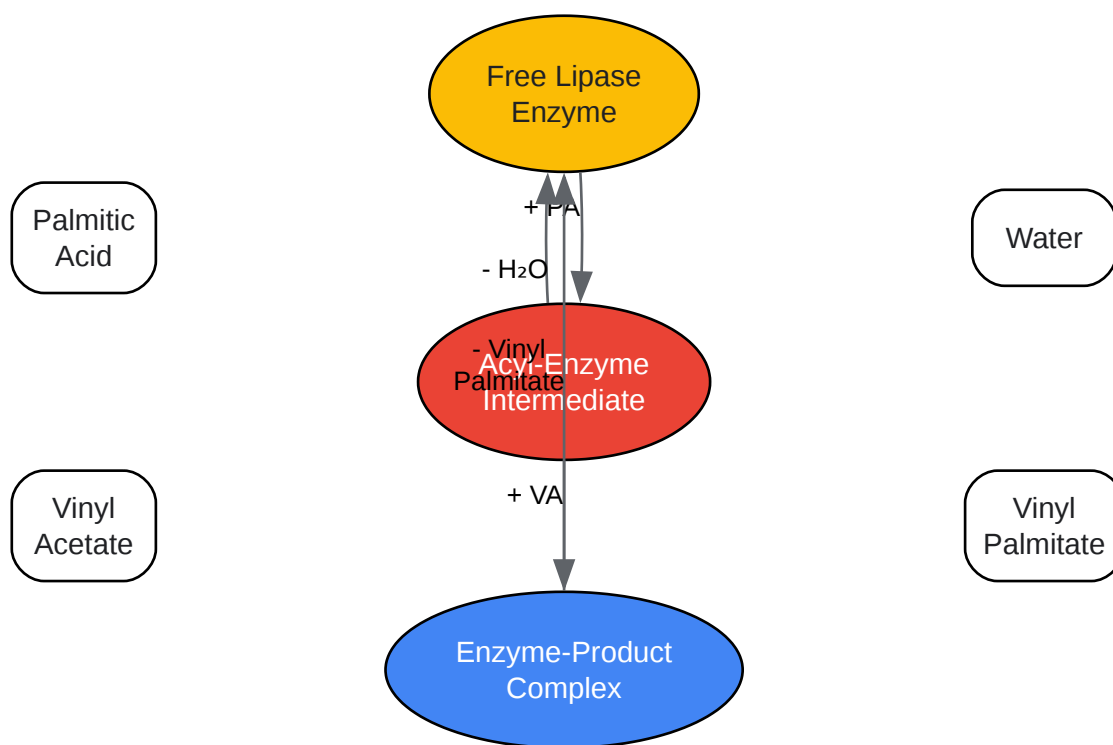 Free Lipase
Enzyme
Palmitic
Acid
+ PA
Water
- H₂O
- Vinyl
Palmitate
Acyl-Enzyme
Intermediate
Vinyl
Acetate
+ VA
Vinyl
Palmitate
Enzyme-Product
Complex